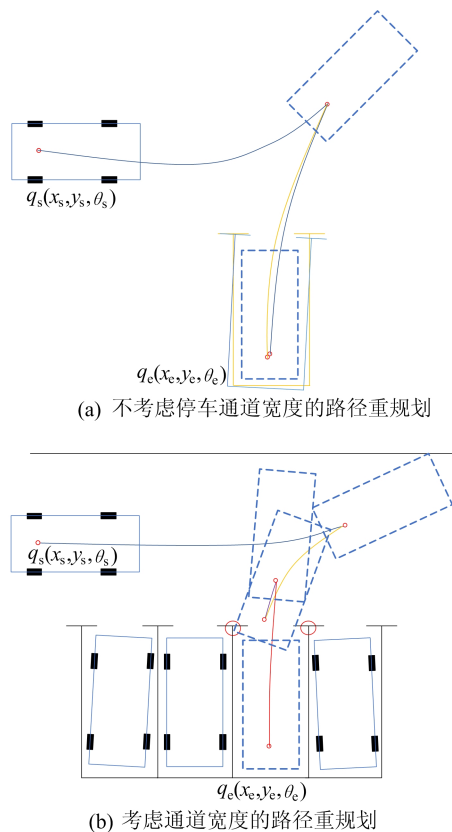 qs(xs,ys,θs)
qe(xe,ye,θe)
(a) 不考虑停车通道宽度的路径重规划
qs(xs,ys,θs)
qe(xe,ye,θe)
(b) 考虑通道宽度的路径重规划